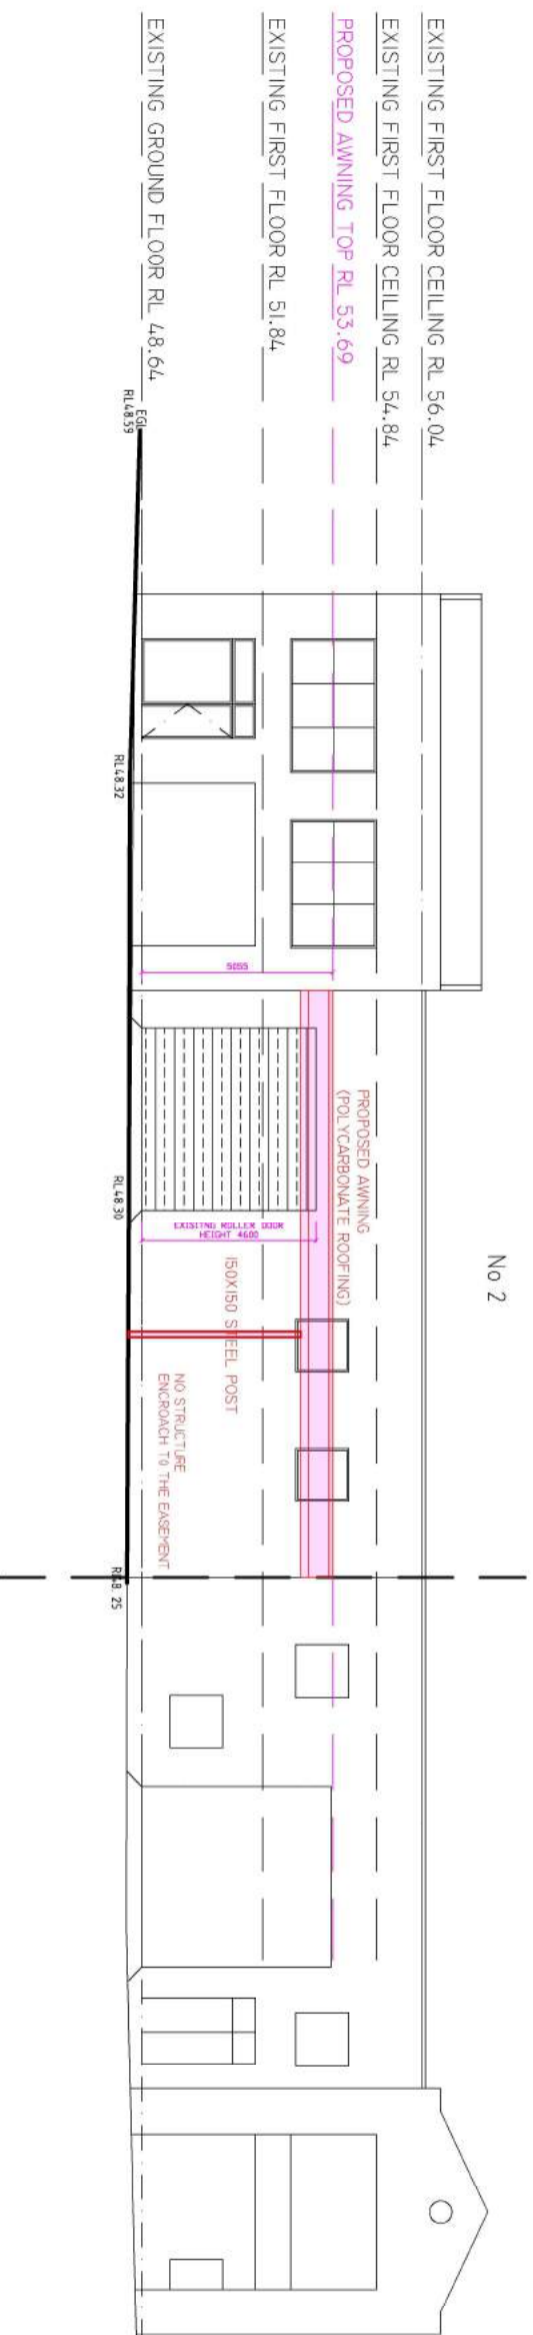 No 2
EXISTING FIRST FLOOR CEILING RL 56.04
EXISTING FIRST FLOOR CEILING RL 54.84
PROPOSED AWNING TOP RL 53.69
EXISTING FIRST FLOOR RL 51.84
EXISTING GROUND FLOOR RL 48.64
EGL
RL48.59
RL48.32
5055
PROPOSED AWNING
(POLYCARBONATE ROOFING)
EXISITNG ROLLER DOOR
HEIGHT 4600
RL48.30
150X150 STEEL POST
NO STRUCTURE
ENCROACH TO THE EASEMENT
RL48. 25